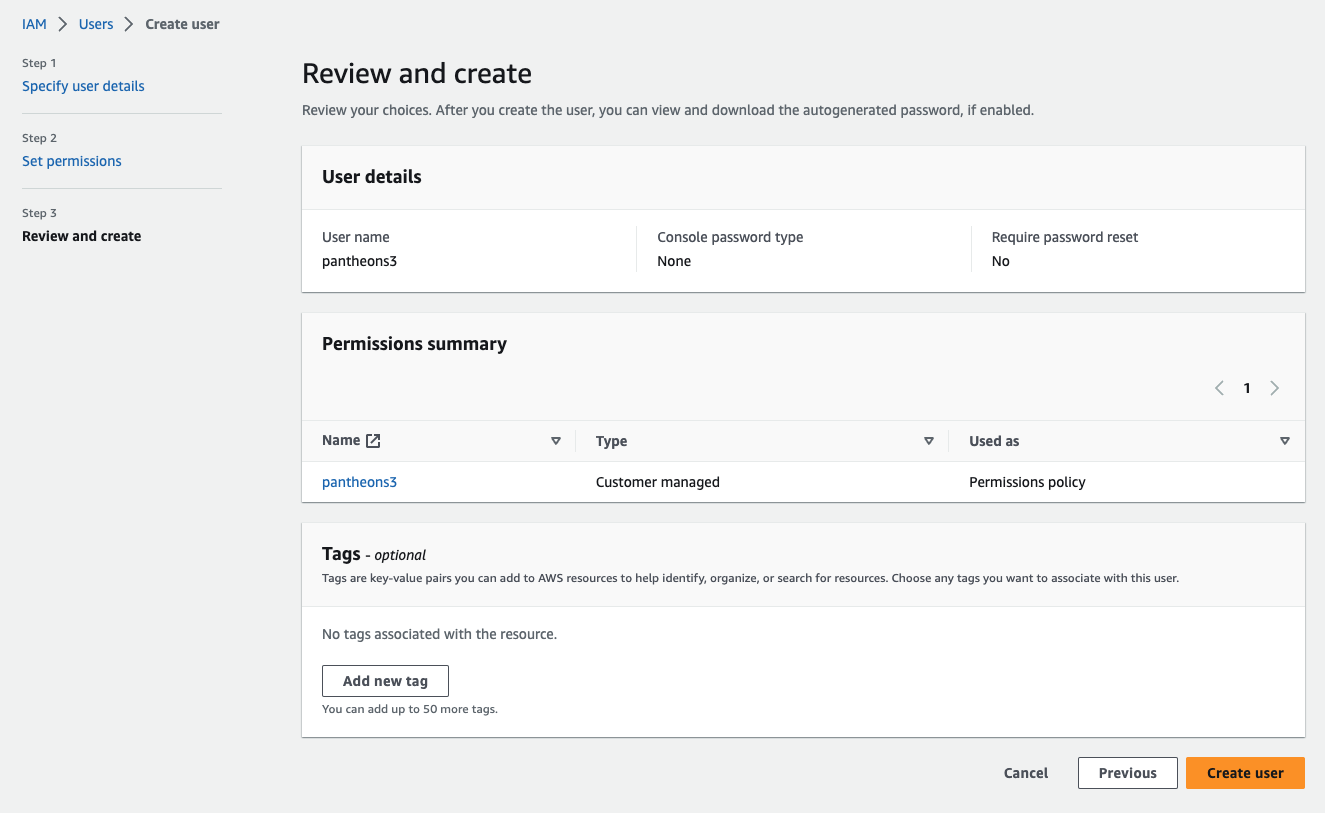 IAM > Users > Create user
Step 1
Specify user details
Step 2
Set permissions
Step 3
Review and create
Review and create
Review your choices. After you create the user, you can view and download the autogenerated password, if enabled.
User details
User name
pantheons3
Console password type
None
Require password reset
No
Permissions summary
1
Name Type Used as
pantheons3 Customer managed Permissions policy
Tags - optional
Tags are key-value pairs you can add to AWS resources to help identify, organize, or search for resources. Choose any tags you want to associate with this user.
No tags associated with the resource.
Add new tag
You can add up to 50 more tags.
Cancel Previous Create user